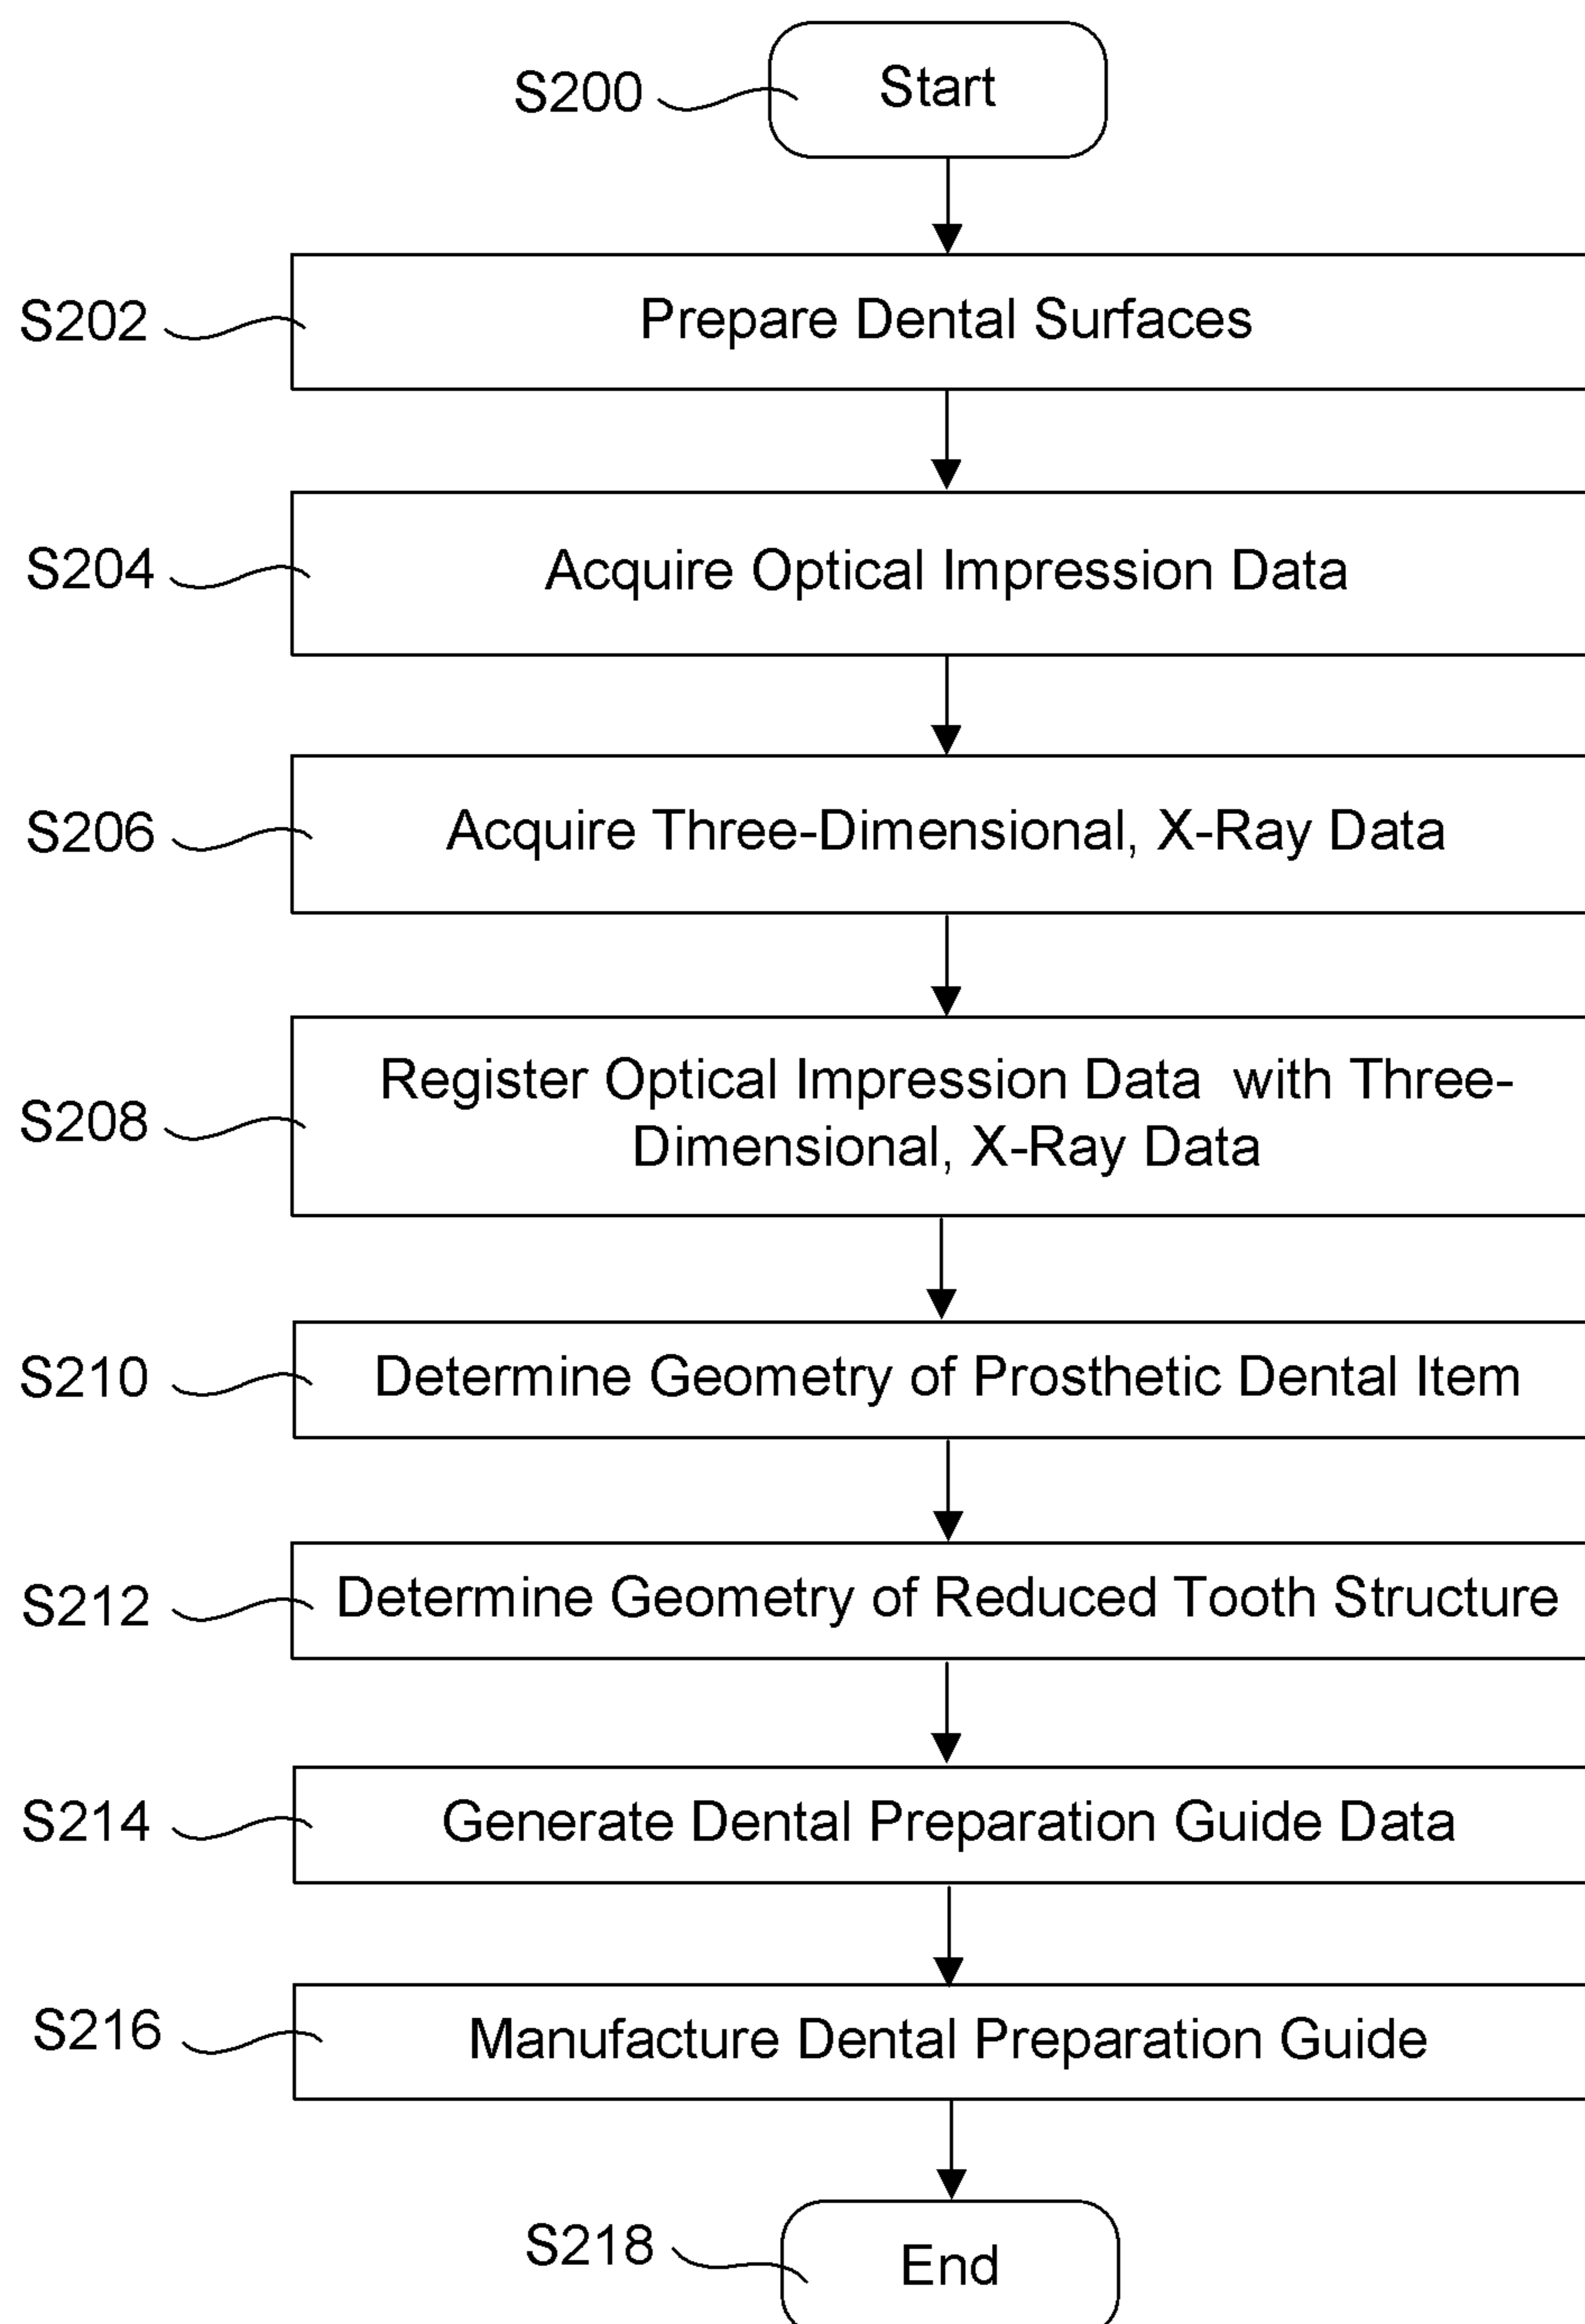 S200 Start
S202 Prepare Dental Surfaces
S204 Acquire Optical Impression Data
S206 Acquire Three-Dimensional, X-Ray Data
S208 Register Optical Impression Data with Three-
Dimensional, X-Ray Data
S210 Determine Geometry of Prosthetic Dental Item
S212 Determine Geometry of Reduced Tooth Structure
S214 Generate Dental Preparation Guide Data
S216 Manufacture Dental Preparation Guide
S218 End